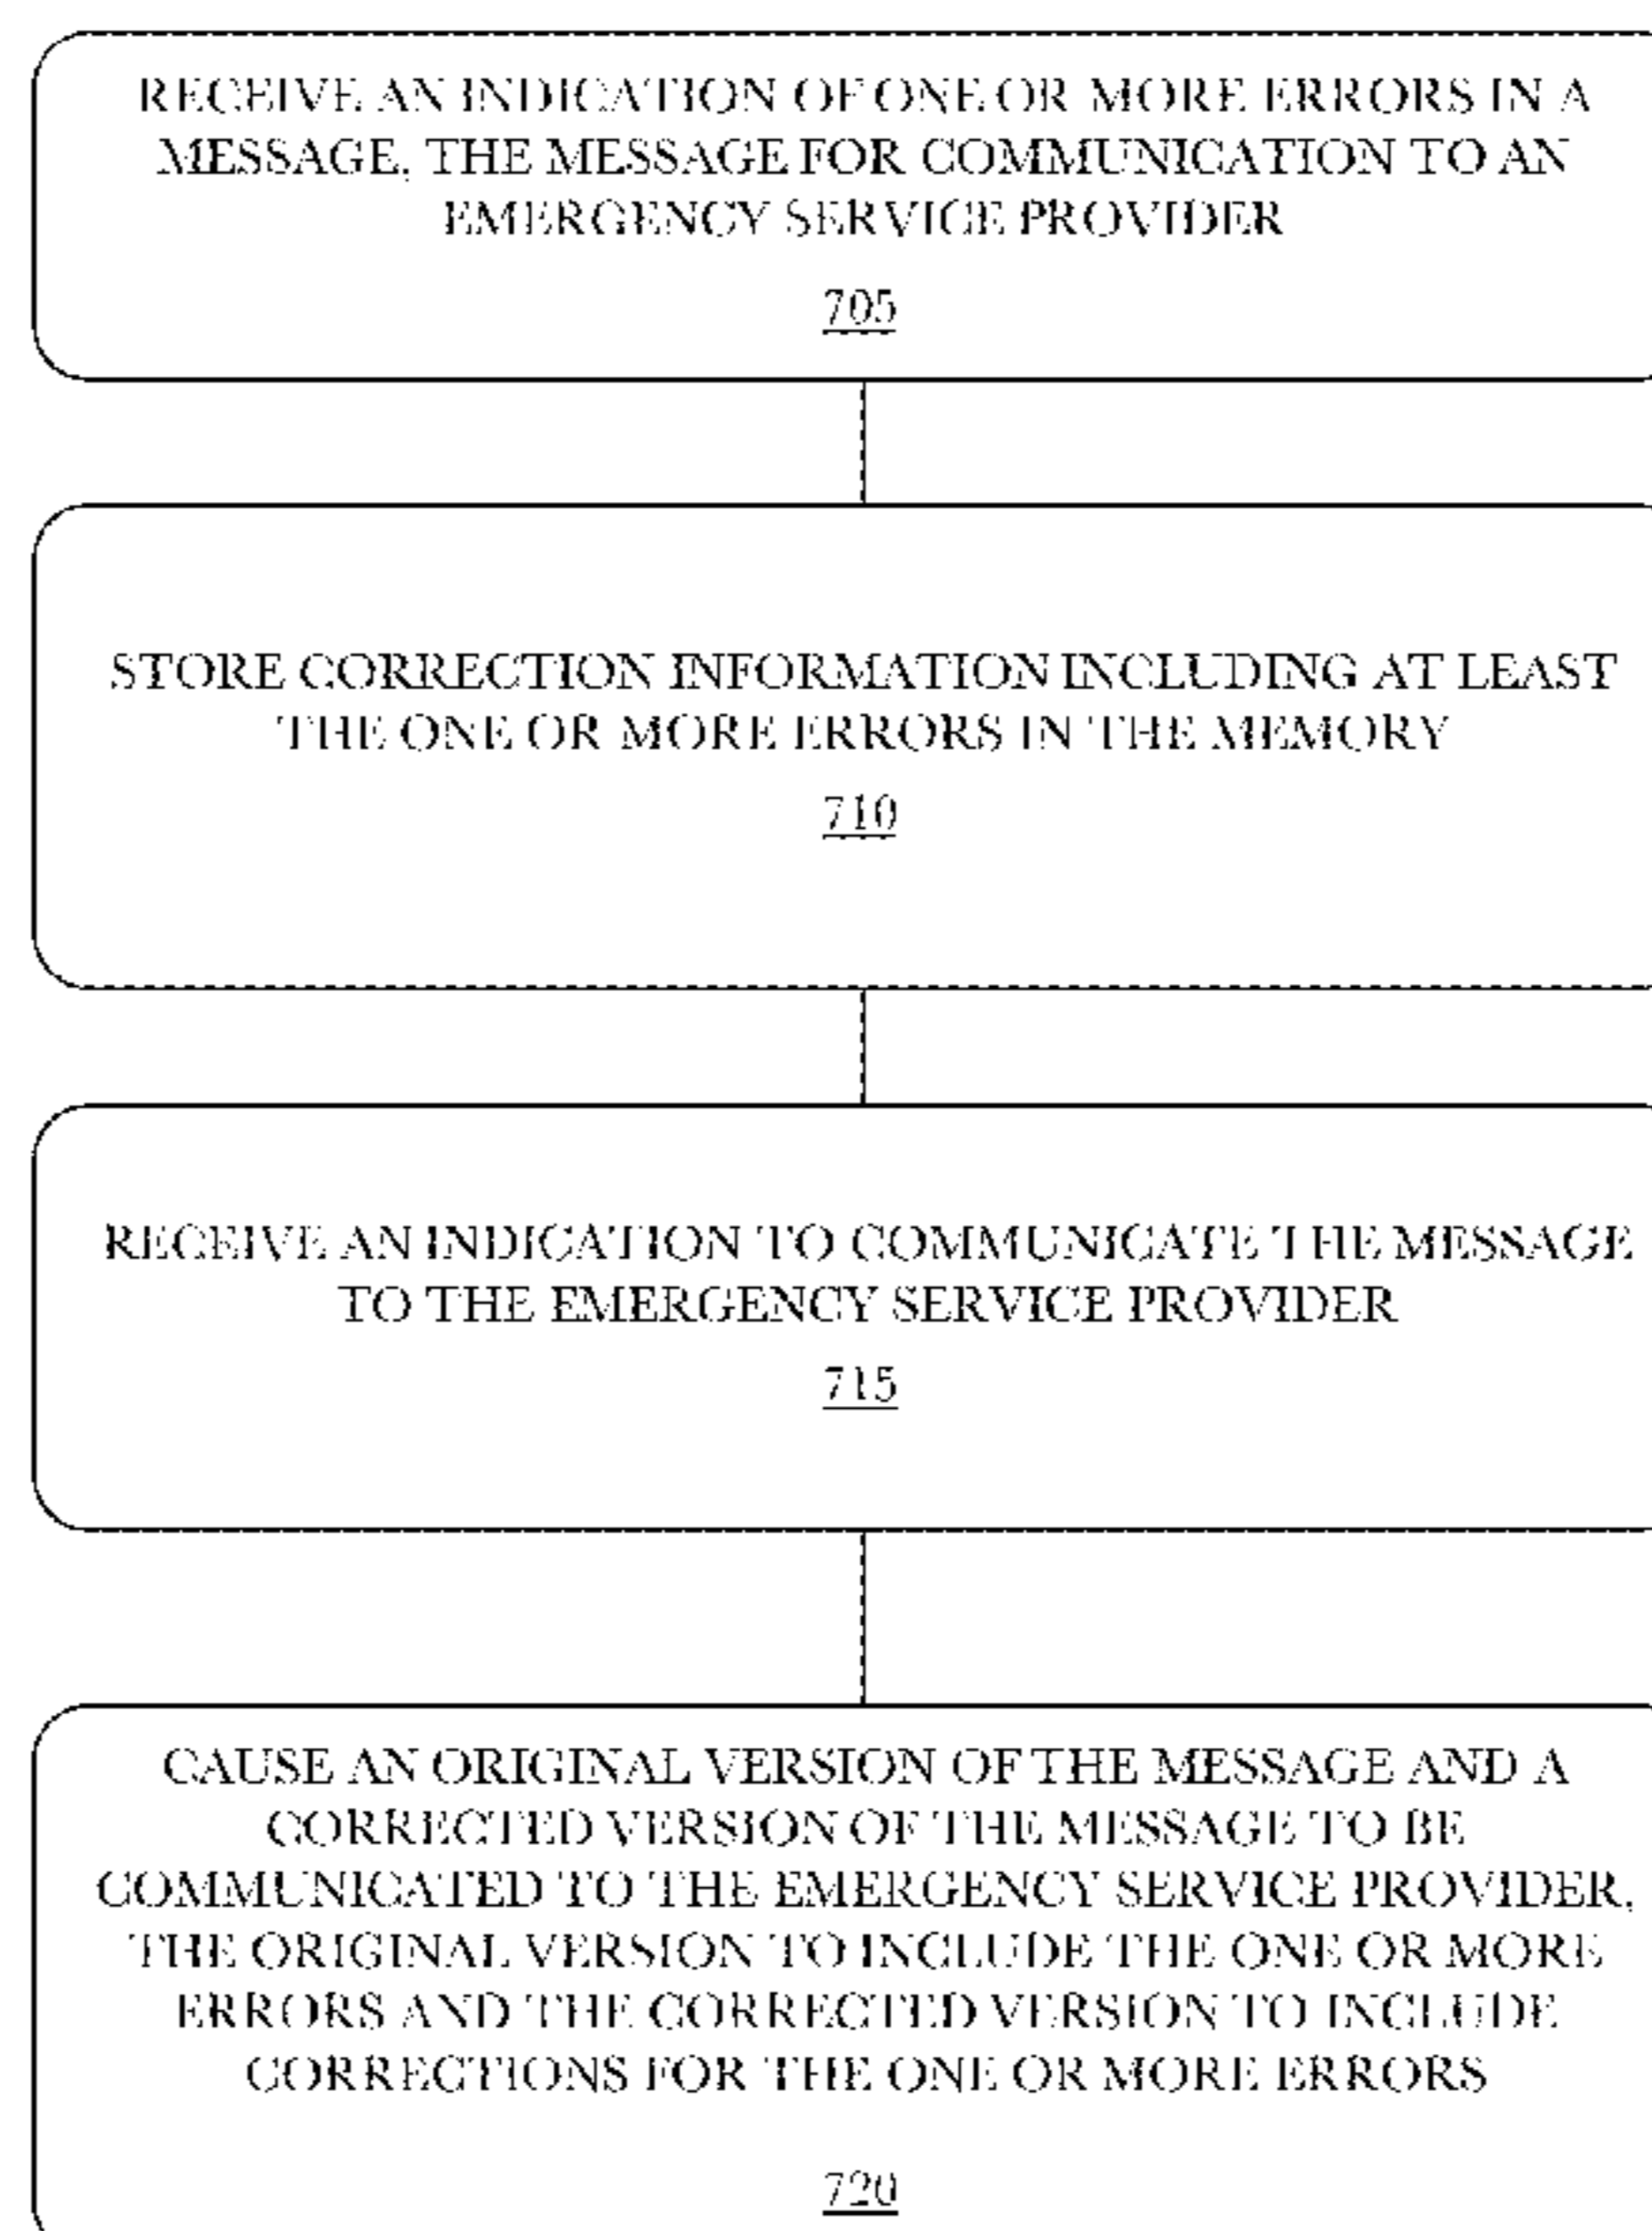 RECEIVE AN INDICATION OF ONE OR MORE ERRORS IN A
MESSAGE, THE MESSAGE FOR COMMUNICATION TO AN
EMERGENCY SERVICE PROVIDER
705
STORE CORRECTION INFORMATION INCLUDING AT LEAST
THE ONE OR MORE ERRORS IN THE MEMORY
710
RECEIVE AN INDICATION TO COMMUNICATE THE MESSAGE
TO THE EMERGENCY SERVICE PROVIDER
715
CAUSE AN ORIGINAL VERSION OF THE MESSAGE AND A
CORRECTED VERSION OF THE MESSAGE TO BE
COMMUNICATED TO THE EMERGENCY SERVICE PROVIDER,
THE ORIGINAL VERSION TO INCLUDE THE ONE OR MORE
ERRORS AND THE CORRECTED VERSION TO INCLUDE
CORRECTIONS FOR THE ONE OR MORE ERRORS
720